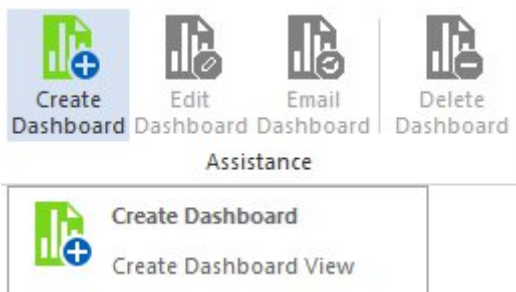 Create Edit Email Delete
Dashboard Dashboard Dashboard Dashboard
Assistance
Create Dashboard
Create Dashboard View